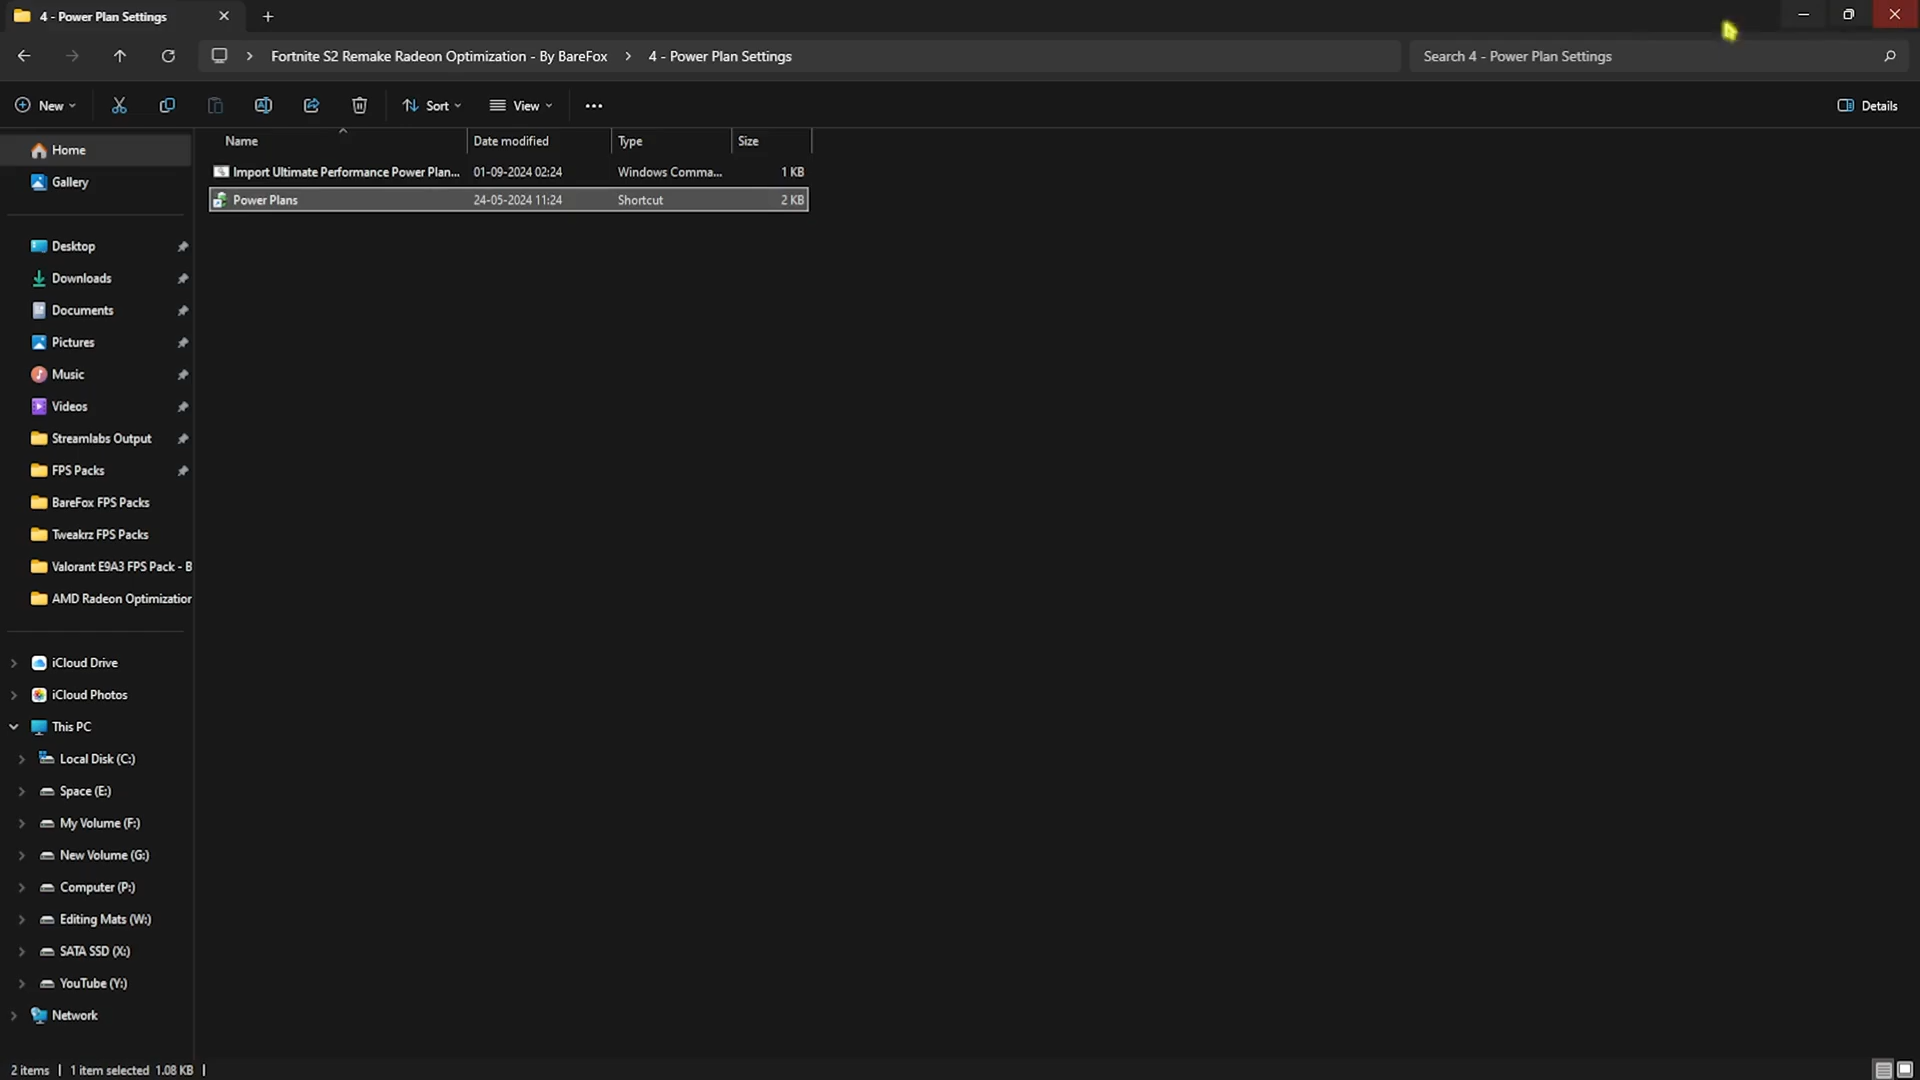 4 - Power Plan Settings
Fortnite S2 Remake Radeon Optimization - By BareFox
4 - Power Plan Settings
Search 4 - Power Plan Settings
New
Sort
View
Details
Home
Gallery
Desktop
Downloads
Documents
Pictures
Music
Videos
Streamlabs Output
FPS Packs
BareFox FPS Packs
Tweakrz FPS Packs
Valorant E9A3 FPS Pack - B
AMD Radeon Optimization
iCloud Drive
iCloud Photos
This PC
Local Disk (C:)
Space (E:)
My Volume (F:)
New Volume (G:)
Computer (P:)
Editing Mats (W:)
SATA SSD (X:)
YouTube (Y:)
Network
Name Date modified Type Size
Import Ultimate Performance Power Plan... 01-09-2024 02:24 Windows Comma... 1 KB
Power Plans 24-05-2024 11:24 Shortcut 2 KB
2 items 1 item selected 1.08 KB